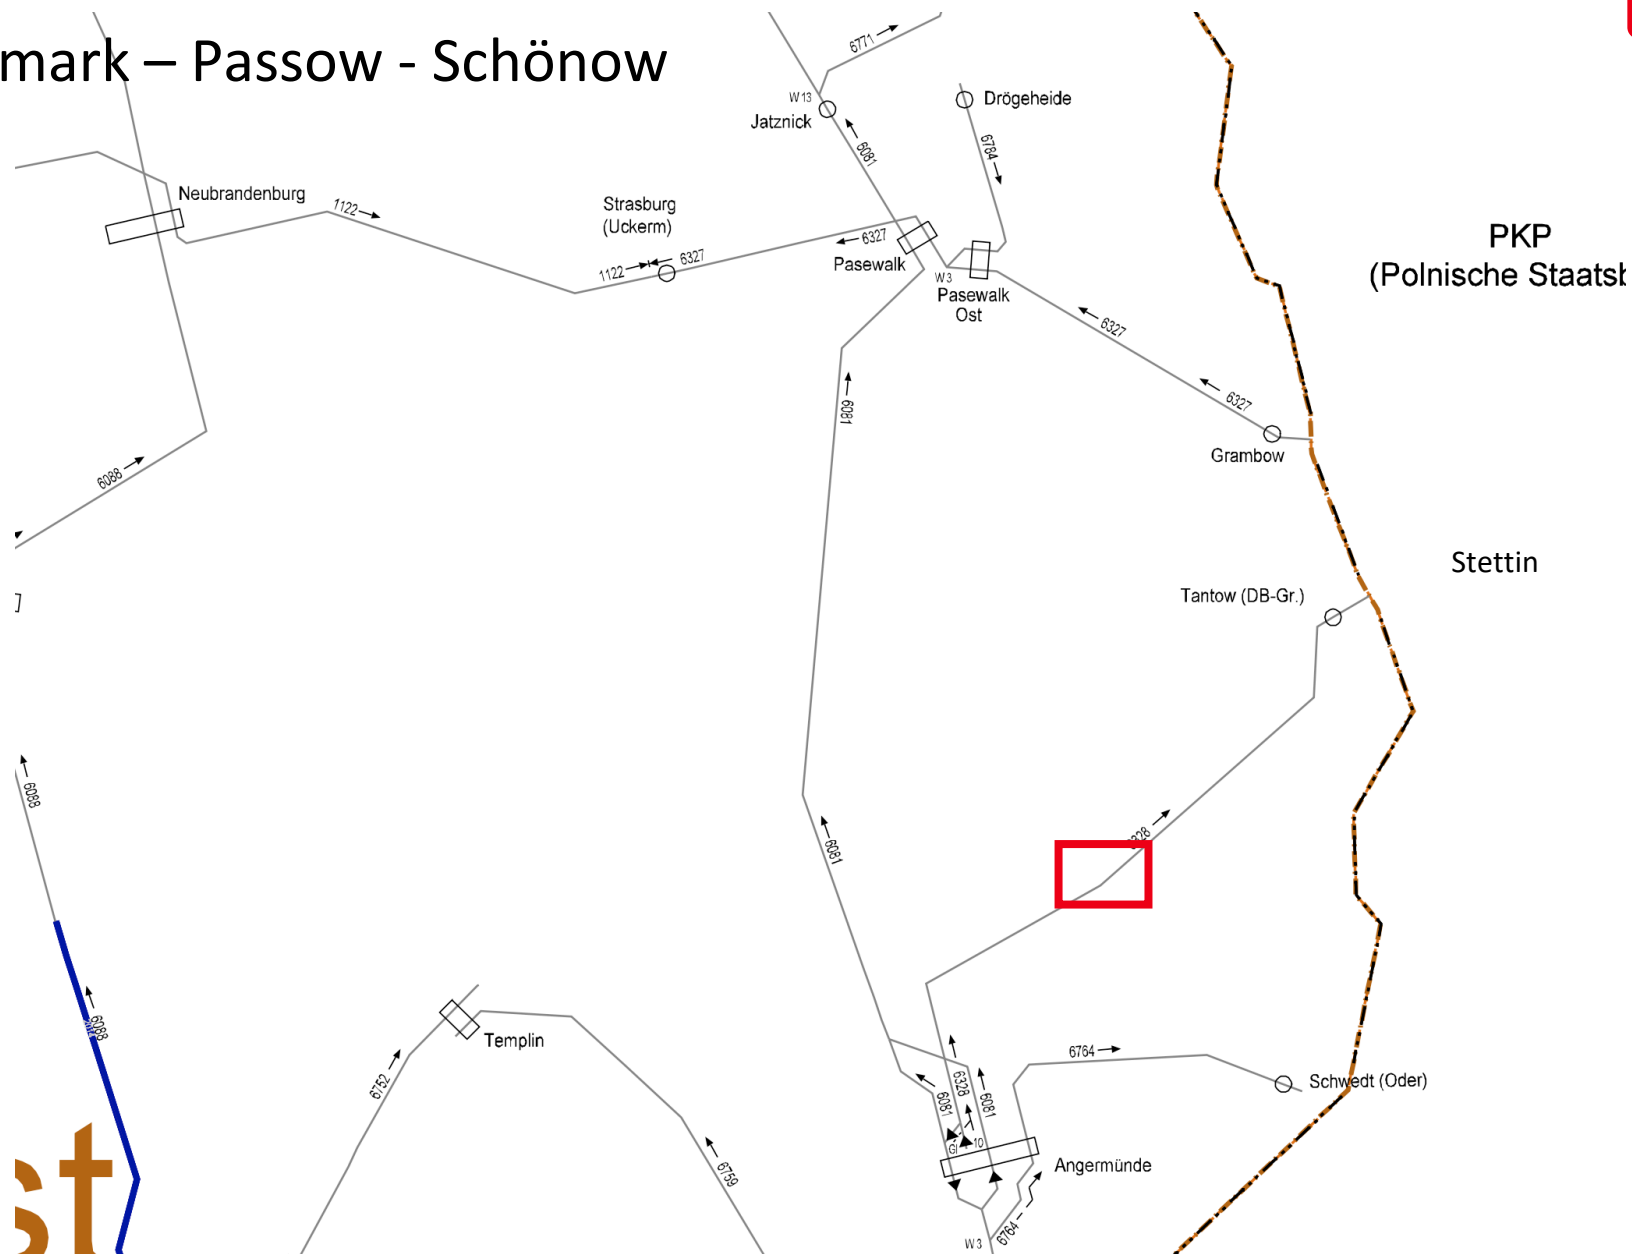 mark – Passow - Schönow
6771
W13
Jatznick
Drögeheide
6784
6081
Neubrandenburg
1122
Strasburg
(Uckerm)
1122
6327
6327
Pasewalk
W3
Pasewalk
Ost
PKP
(Polnische Staatsb
6327
6327
Grambow
6081
6088
Stettin
Tantow (DB-Gr.)
6088
6081
6088
Templin
6752
6759
6764
Schwedt (Oder)
6328
6081
6081
Gl
10
Angermünde
6764
W3
st